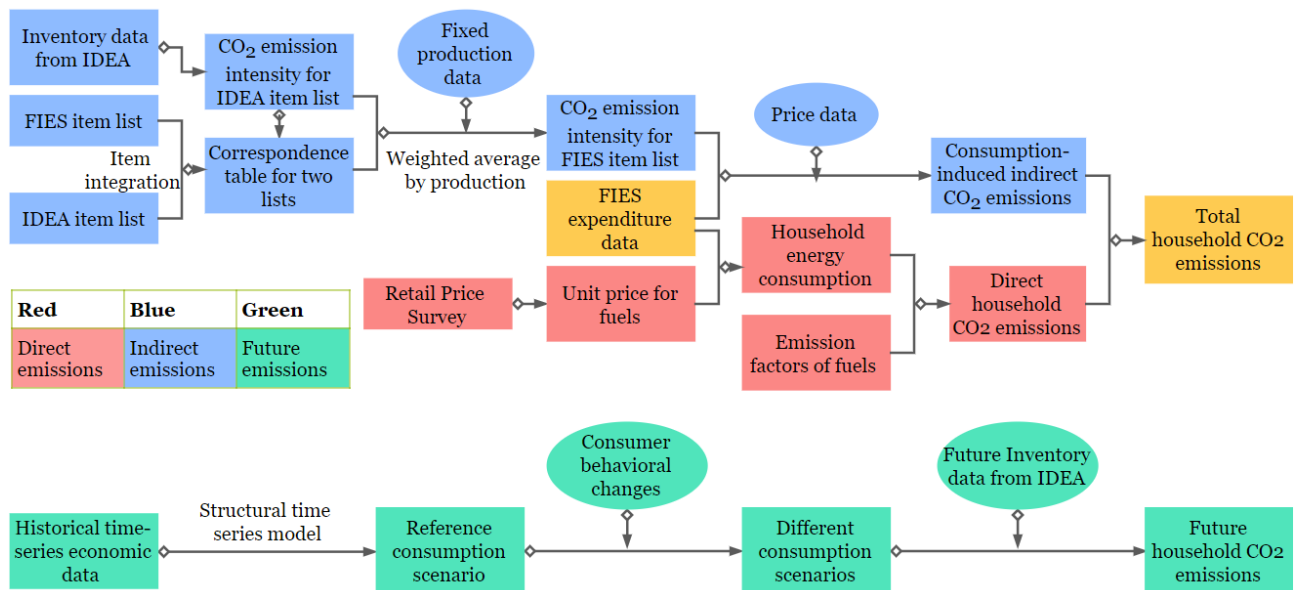 Inventory data
from IDEA
CO2 emission
intensity for
IDEA item list
Fixed
production
data
FIES item list
Item
integration
IDEA item list
Correspondence
table for two
lists
Weighted average
by production
CO2 emission
intensity for
FIES item list
Price data
Consumption-
induced indirect
CO2 emissions
FIES
expenditure
data
Household
energy
consumption
Total
household CO2
emissions
Retail Price
Survey
Unit price for
fuels
Direct
household
CO2 emissions
Emission
factors of fuels
Red Blue Green
Direct
emissions
Indirect
emissions
Future
emissions
Consumer
behavioral
changes
Future Inventory
data from IDEA
Historical time-
series economic
data
Structural time
series model
Reference
consumption
scenario
Different
consumption
scenarios
Future
household CO2
emissions